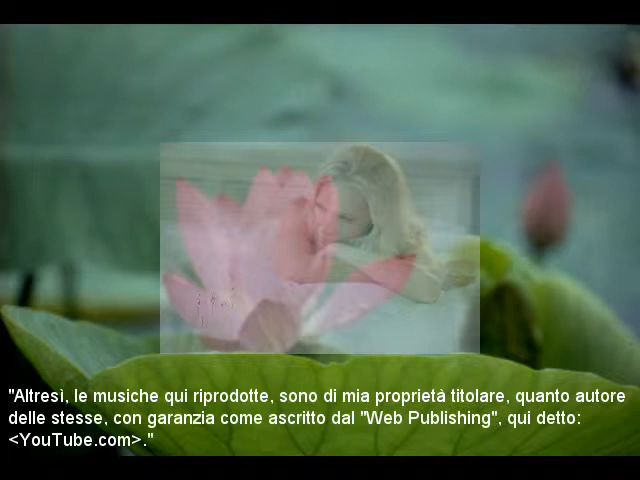 "Altresì, le musiche qui riprodotte, sono di mia proprietà titolare, quanto autore
delle stesse, con garanzia come ascritto dal "Web Publishing", qui detto:
<YouTube.com>."